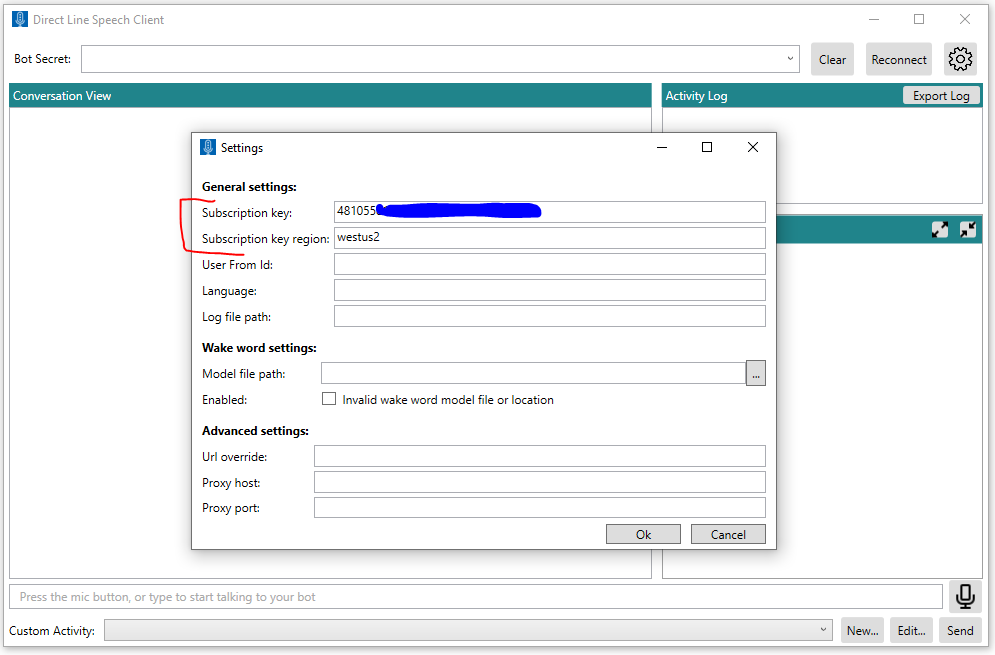 Direct Line Speech Client
Bot Secret: Clear Reconnect
Conversation View
Activity Log Export Log
Settings
General settings:
Subscription key: 481055
Subscription key region: westus2
User From Id:
Language:
Log file path:
Wake word settings:
Model file path: ...
Enabled: Invalid wake word model file or location
Advanced settings:
Url override:
Proxy host:
Proxy port:
Ok Cancel
Press the mic button, or type to start talking to your bot
Custom Activity: New... Edit... Send